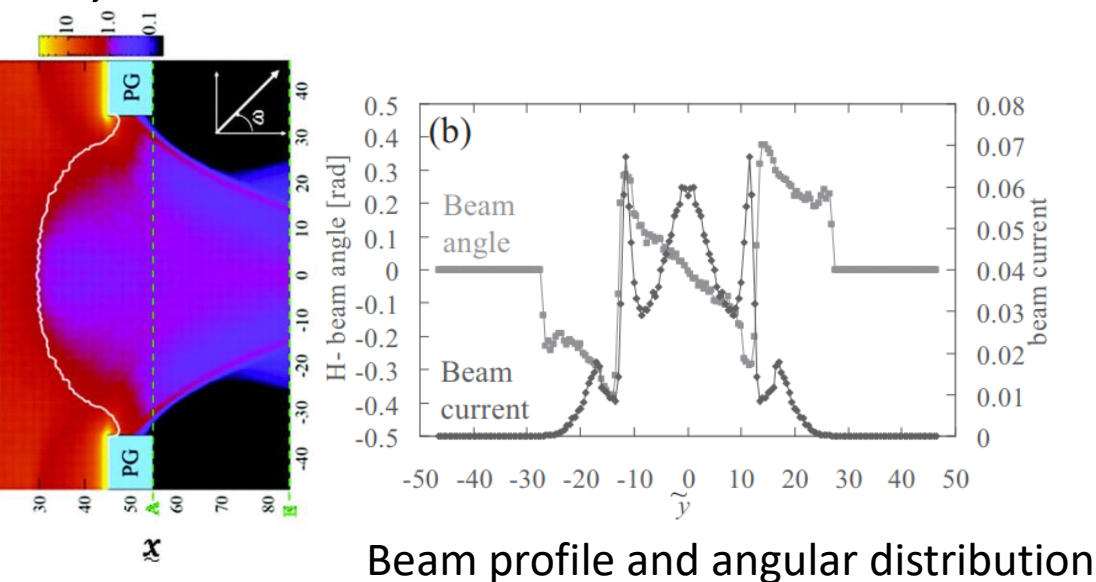 10
1.0
0.1
PG
ω
40
30
20
10
0
-10
-20
-30
-40
PG
30
40
50
A
60
70
80
E
x̃
(b)
0.5
0.4
0.3
0.2
0.1
0
-0.1
-0.2
-0.3
-0.4
-0.5
H- beam angle [rad]
Beam
angle
Beam
current
0.08
0.07
0.06
0.05
0.04
0.03
0.02
0.01
0
beam current
-50 -40 -30 -20 -10 0 10 20 30 40 50
ỹ
Beam profile and angular distribution